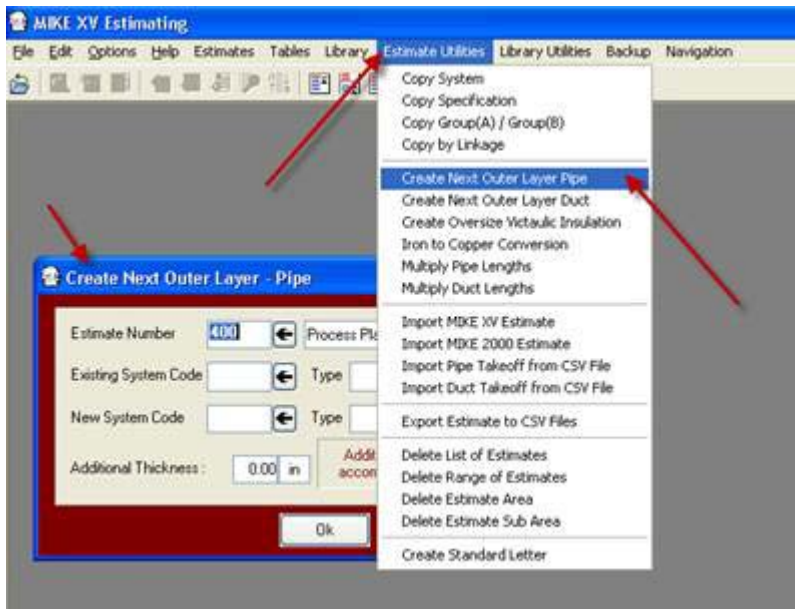 MIKE XV Estimating
File Edit Options Help Estimates Tables Library Estimate Utilities Library Utilities Backup Navigation
Copy System
Copy Specification
Copy Group(A) / Group(B)
Copy by Linkage
Create Next Outer Layer Pipe
Create Next Outer Layer Duct
Create Oversize Victaulic Insulation
Iron to Copper Conversion
Multiply Pipe Lengths
Multiply Duct Lengths
Import MIKE XV Estimate
Import MIKE 2000 Estimate
Import Pipe Takeoff from CSV File
Import Duct Takeoff from CSV File
Export Estimate to CSV Files
Delete List of Estimates
Delete Range of Estimates
Delete Estimate Area
Delete Estimate Sub Area
Create Standard Letter
Create Next Outer Layer - Pipe
Estimate Number 400 Process Pla
Existing System Code Type
New System Code Type
Additional Thickness : 0.00 in
Addit
accon
Ok